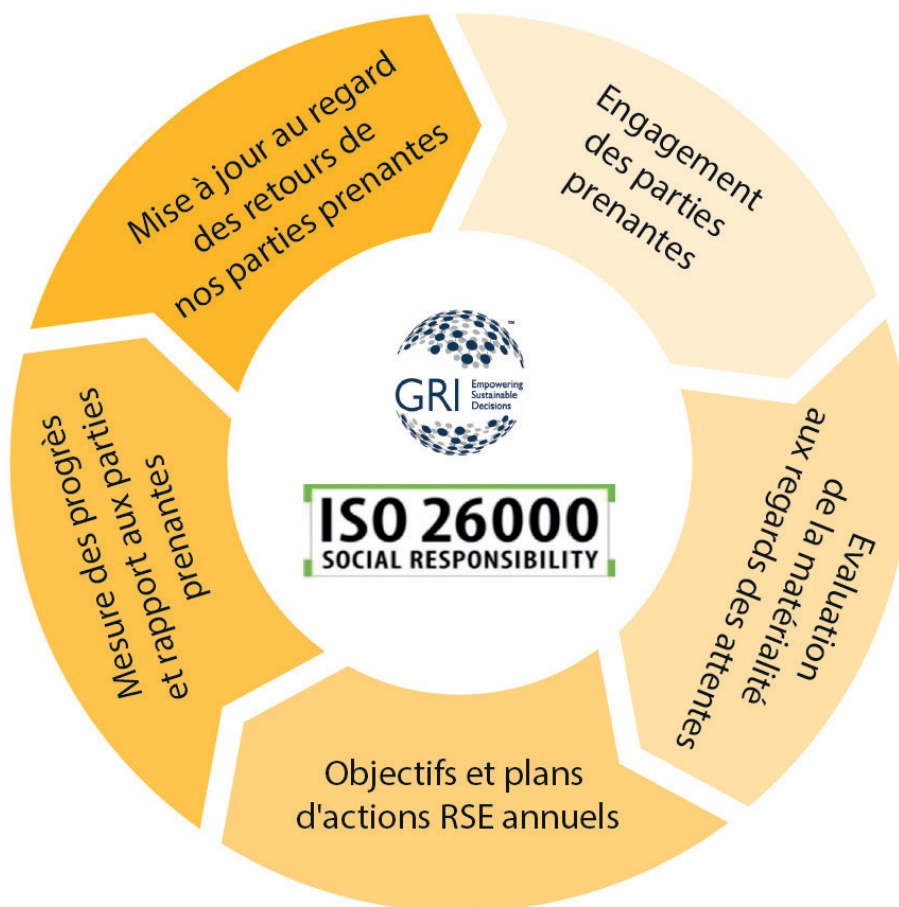 Mise à jour au regard
des retours de
nos parties prenantes
Engagement
des parties
prenantes
Evaluation
de la matérialité
aux regards des attentes
Objectifs et plans
d'actions RSE annuels
Mesure des progrès
et rapport aux parties
prenantes
GRI
Empowering
Sustainable
Decisions
™
ISO 26000
SOCIAL RESPONSIBILITY